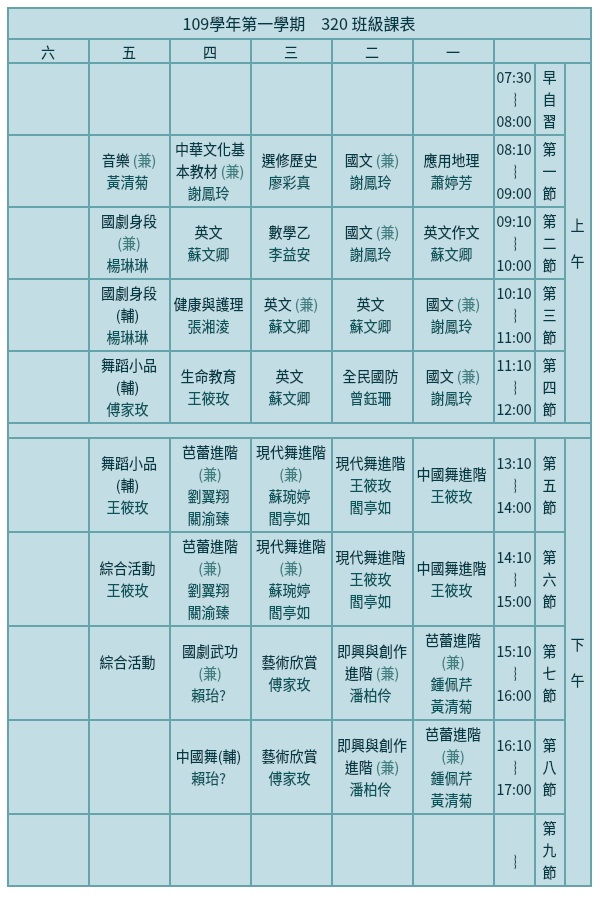 109學年第一學期　320 班級課表
六 五 四 三 二 一
07:30
～
08:00
早
自
習
上
午
音樂 (兼)
黃清菊
中華文化基
本教材 (兼)
謝鳳玲
選修歷史
廖彩真
國文 (兼)
謝鳳玲
應用地理
蕭婷芳
08:10
～
09:00
第
一
節
國劇身段
(兼)
楊琳琳
英文
蘇文卿
數學乙
李益安
國文 (兼)
謝鳳玲
英文作文
蘇文卿
09:10
～
10:00
第
二
節
國劇身段
(輔)
楊琳琳
健康與護理
張湘淩
英文 (兼)
蘇文卿
英文
蘇文卿
國文 (兼)
謝鳳玲
10:10
～
11:00
第
三
節
舞蹈小品
(輔)
傅家玫
生命教育
王筱玫
英文
蘇文卿
全民國防
曾鈺珊
國文 (兼)
謝鳳玲
11:10
～
12:00
第
四
節
舞蹈小品
(輔)
王筱玫
芭蕾進階
(兼)
劉翼翔
關渝臻
現代舞進階
(兼)
蘇琬婷
閻亭如
現代舞進階
王筱玫
閻亭如
中國舞進階
王筱玫
13:10
～
14:00
第
五
節
下
午
綜合活動
王筱玫
芭蕾進階
(兼)
劉翼翔
關渝臻
現代舞進階
(兼)
蘇琬婷
閻亭如
現代舞進階
王筱玫
閻亭如
中國舞進階
王筱玫
14:10
～
15:00
第
六
節
綜合活動
國劇武功
(兼)
賴珆?
藝術欣賞
傅家玫
即興與創作
進階 (兼)
潘柏伶
芭蕾進階
(兼)
鍾佩芹
黃清菊
15:10
～
16:00
第
七
節
中國舞(輔)
賴珆?
藝術欣賞
傅家玫
即興與創作
進階 (兼)
潘柏伶
芭蕾進階
(兼)
鍾佩芹
黃清菊
16:10
～
17:00
第
八
節
～
第
九
節